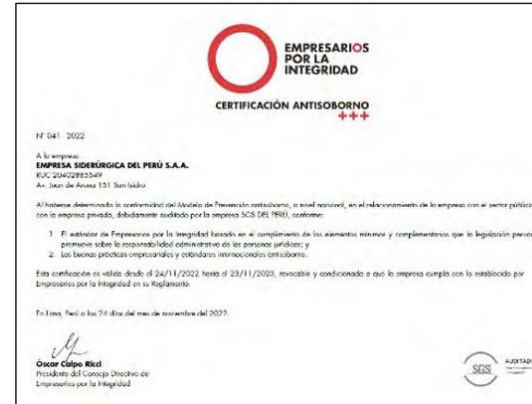 EMPRESARIOS
POR LA
INTEGRIDAD
CERTIFICACIÓN ANTISOBORNO
+++
N° 041 2022
A la empresa:
EMPRESA SIDERÚRGICA DEL PERÚ S.A.A.
RUC 20402885549
Av. Juan de Arona 151 San Isidro
Al haberse determinado la conformidad del Modelo de Prevención antisoborno, a nivel nacional, en el relacionamiento de la empresa con el sector público
con la empresa privada, debidamente auditado por la empresa SGS DEL PERÚ, conforme:
1. El estándar de Empresarios por la Integridad basado en el cumplimiento de los elementos mínimos y complementarios que la legislación perua
promueve sobre la responsabilidad administrativa de las personas jurídicas; y
2. Las buenas prácticas empresariales y estándares internacionales antisoborno.
Esta certificación es válida desde el 24/11/2022 hasta el 23/11/2023, revocable y condicionada a que la empresa cumpla con lo establecido por
Empresarios por la Integridad en su Reglamento.
En Lima, Perú a los 24 días del mes de noviembre del 2022.
Óscar Caipo Ricci
Presidente del Consejo Directivo de
Empresarios por la Integridad
SGS
AUDITADO